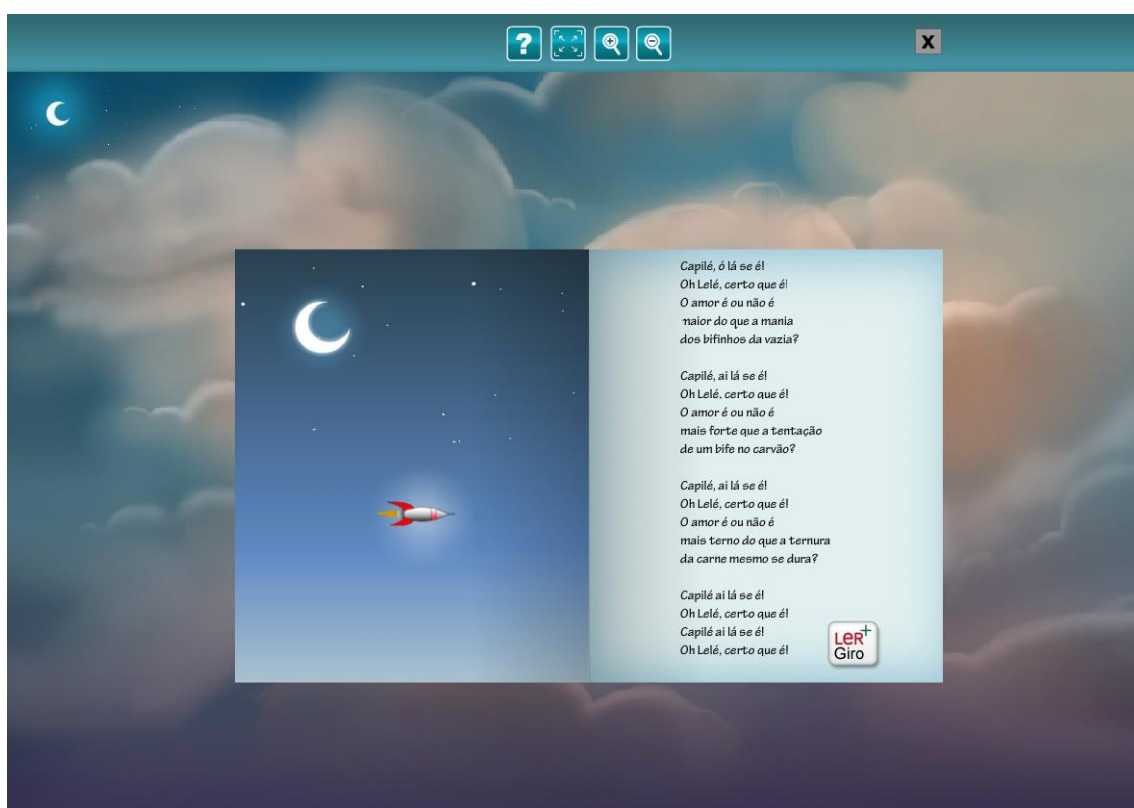 ?
X
Capilé, ó lá se é!
Oh Lelé, certo que é!
O amor é ou não é
maior do que a mania
dos bifinhos da vazia?
Capilé, ai lá se é!
Oh Lelé. certo que é!
O amor é ou não é
mais forte que a tentação
de um bife no carvão?
Capilé, ai lá se é!
Oh Lelé, certo que é!
O amor é ou não é
mais terno do que a ternura
da carne mesmo se dura?
Capilé ai lá se é!
Oh Lelé, certo que é!
Capilé ai lá se é!
Oh Lelé, certo que é!
LeR+
Giro